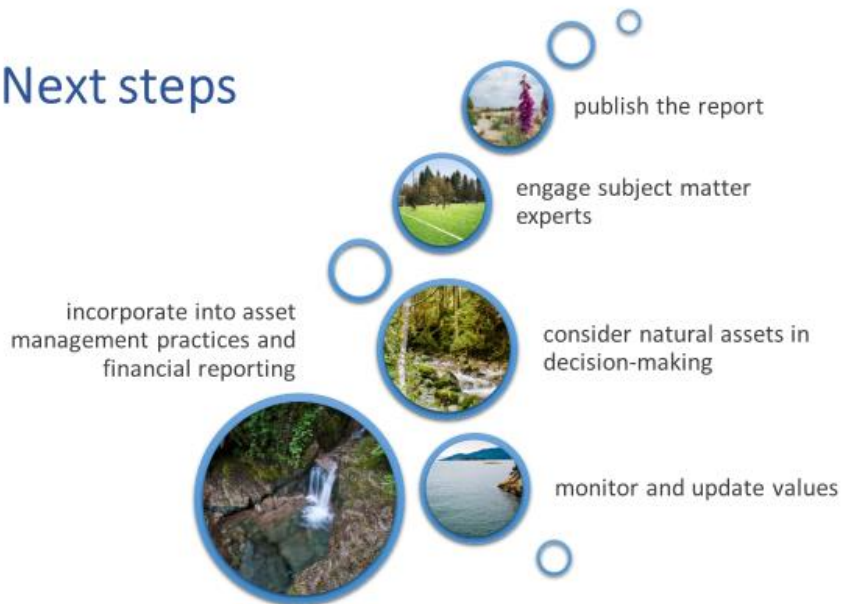 Next steps
publish the report
engage subject matter
experts
incorporate into asset
management practices and
financial reporting
consider natural assets in
decision-making
monitor and update values